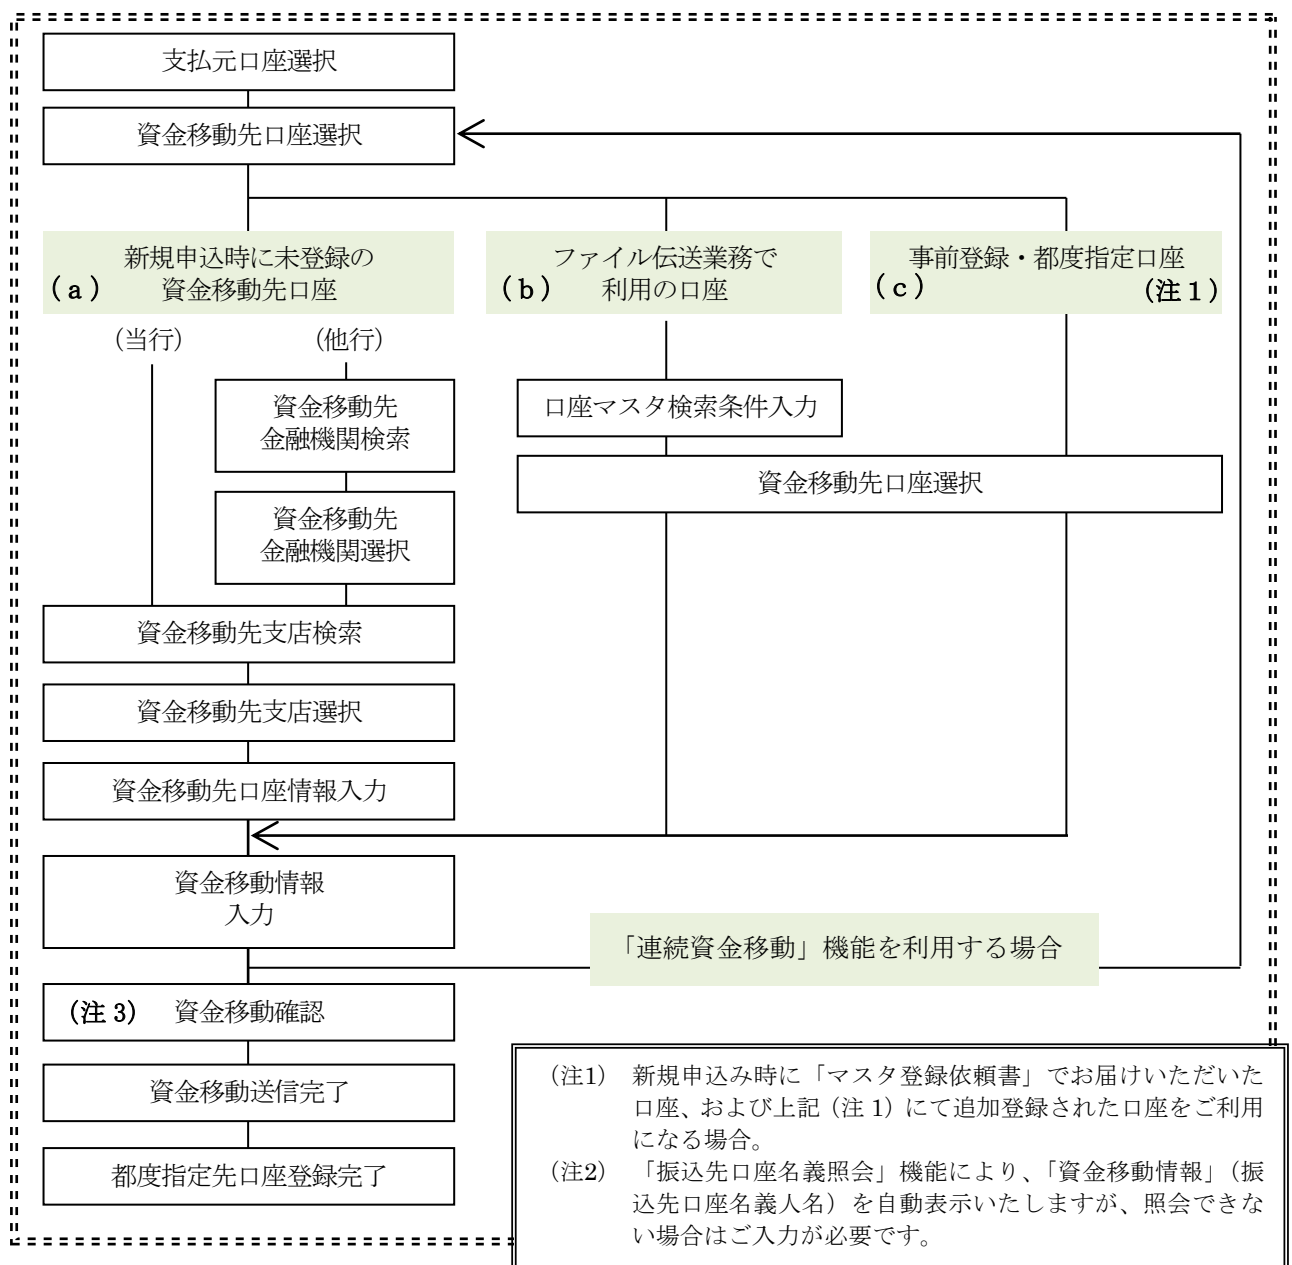 支払元口座選択
資金移動先口座選択
新規申込時に未登録の
(a) 資金移動先口座
ファイル伝送業務で
(b) 利用の口座
事前登録・都度指定口座
(c) (注1)
(当行) (他行)
資金移動先
金融機関検索
口座マスタ検索条件入力
資金移動先口座選択
資金移動先
金融機関選択
資金移動先支店検索
資金移動先支店選択
資金移動先口座情報入力
資金移動情報
入力
「連続資金移動」機能を利用する場合
(注3) 資金移動確認
資金移動送信完了
都度指定先口座登録完了
(注1) 新規申込み時に「マスタ登録依頼書」でお届けいただいた
口座、および上記(注1)にて追加登録された口座をご利用
になる場合。
(注2) 「振込先口座名義照会」機能により、「資金移動情報」(振
込先口座名義人名)を自動表示いたしますが、照会できな
い場合はご入力が必要です。